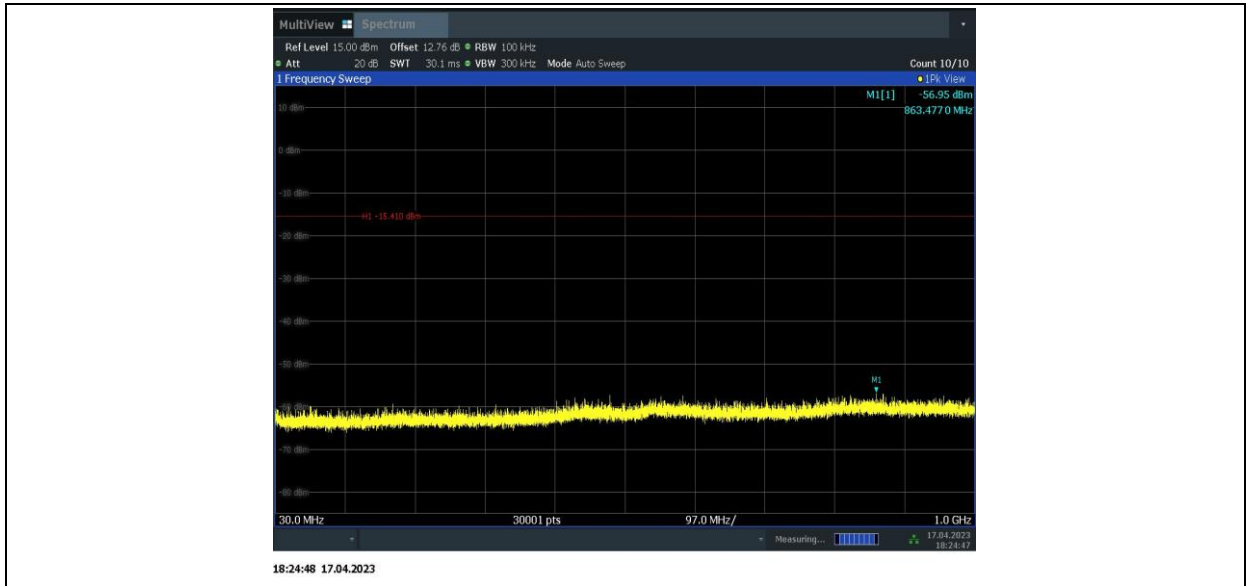 MultiView Spectrum
Ref Level 15.00 dBm Offset 12.76 dB RBW 100 kHz
Att 20 dB SWT 30.1 ms VBW 300 kHz Mode Auto Sweep Count 10/10
1 Frequency Sweep 1Pk View
M1[1] -56.95 dBm
863.4770 MHz
10 dBm
0 dBm
-10 dBm
H1 -15.410 dBm
-20 dBm
-30 dBm
-40 dBm
-50 dBm
M1
-70 dBm
-80 dBm
30.0 MHz 30001 pts 97.0 MHz/ 1.0 GHz
Measuring... 17.04.2023
18:24:47
18:24:48 17.04.2023